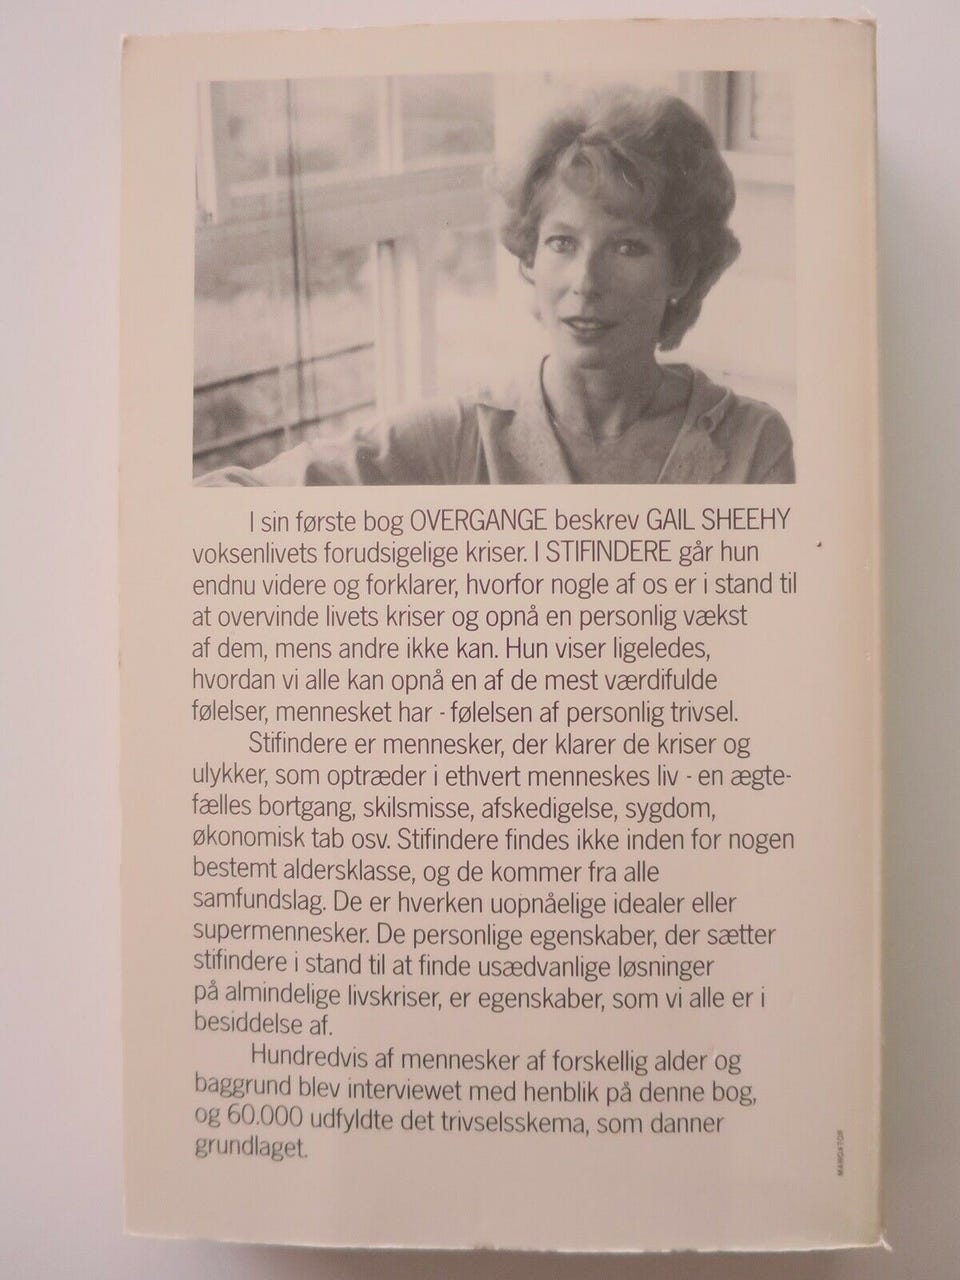 I sin første bog OVERGANGE beskrev GAIL SHEEHY
voksenlivets forudsigelige kriser. I STIFINDERE går hun
endnu videre og forklarer, hvorfor nogle af os er i stand til
at overvinde livets kriser og opnå en personlig vækst
af dem, mens andre ikke kan. Hun viser ligeledes,
hvordan vi alle kan opnå en af de mest værdifulde
følelser, mennesket har - følelsen af personlig trivsel.
Stifindere er mennesker, der klarer de kriser og
ulykker, som optræder i ethvert menneskes liv - en ægte-
fælles bortgang, skilsmisse, afskedigelse, sygdom,
økonomisk tab osv. Stifindere findes ikke inden for nogen
bestemt aldersklasse, og de kommer fra alle
samfundslag. De er hverken uopnåelige idealer eller
supermennesker. De personlige egenskaber, der sætter
stifindere i stand til at finde usædvanlige løsninger
på almindelige livskriser, er egenskaber, som vi alle er i
besiddelse af.
Hundredvis af mennesker af forskellig alder og
baggrund blev interviewet med henblik på denne bog,
og 60.000 udfyldte det trivselsskema, som danner
grundlaget.